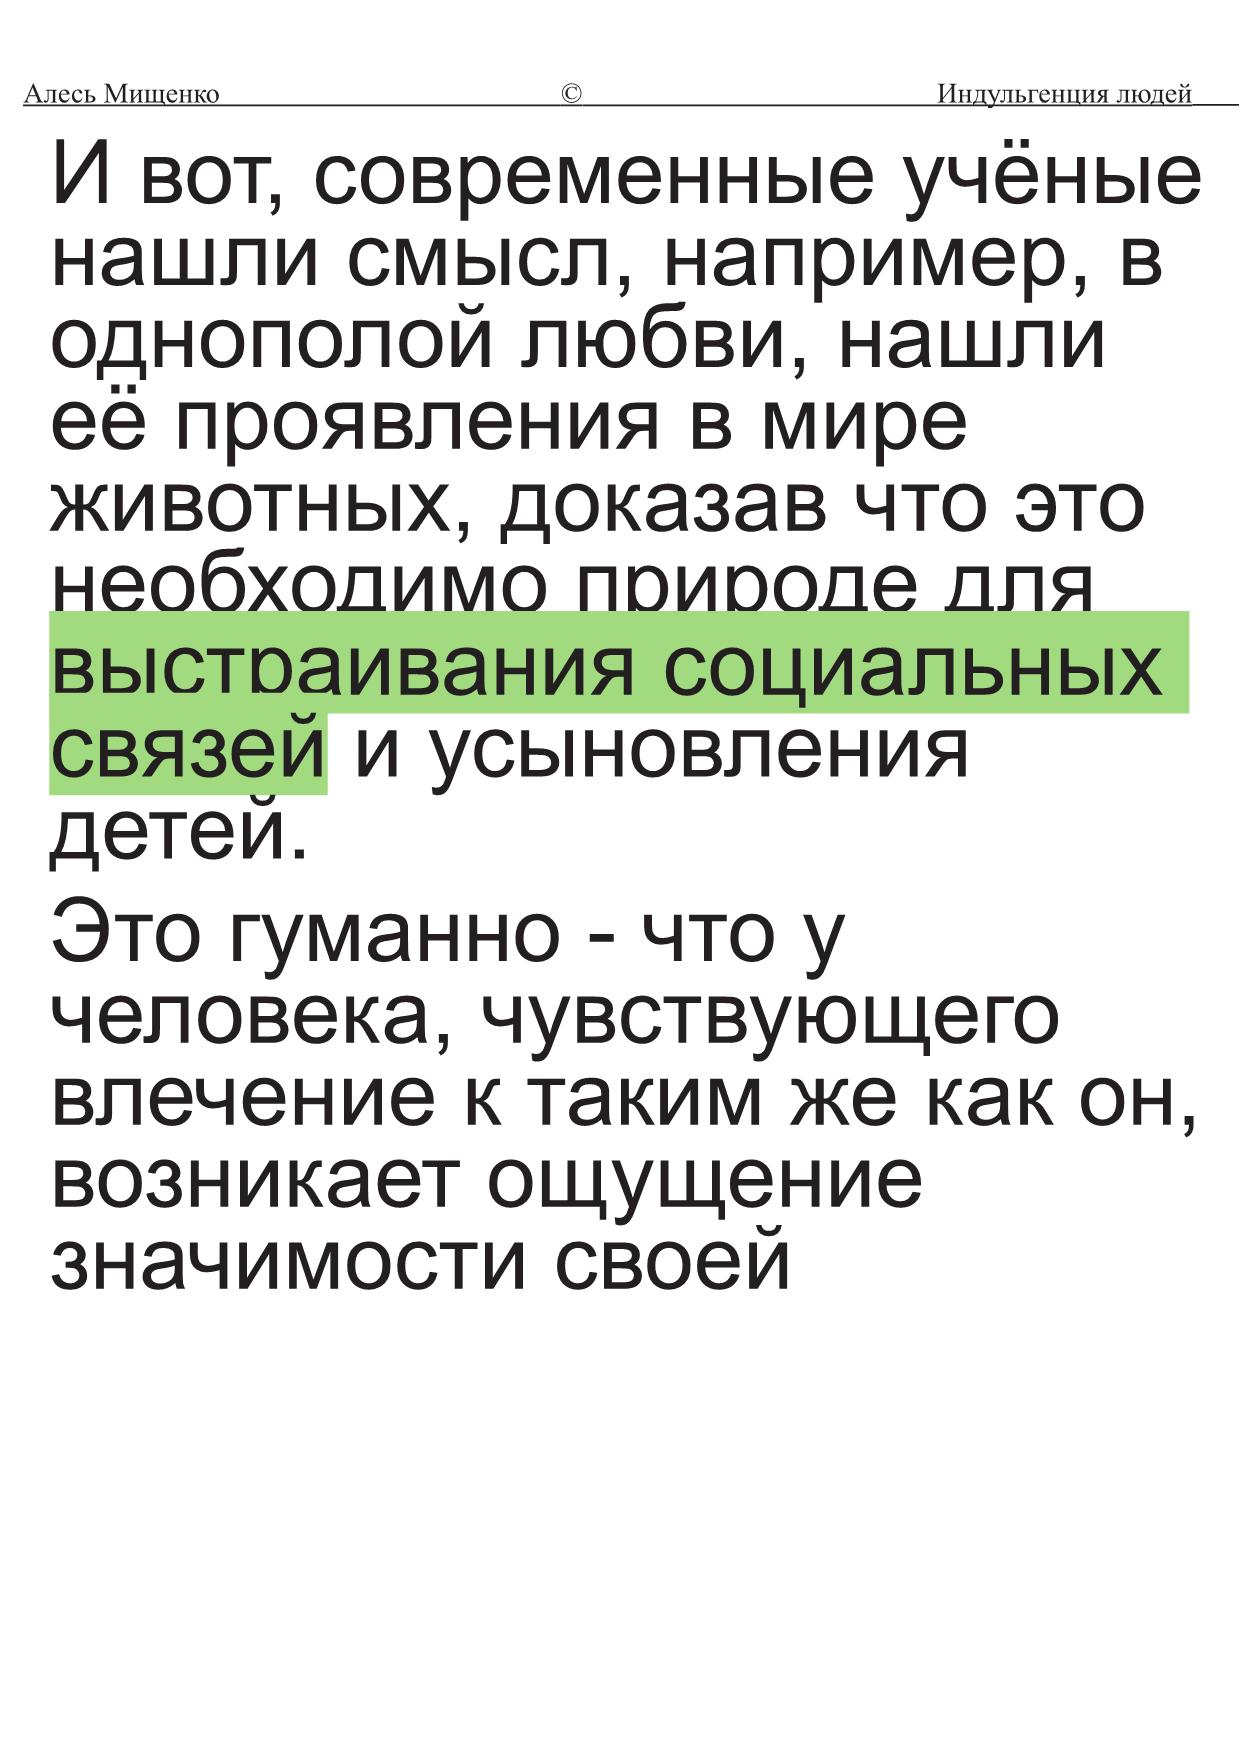 Алесь Мищенко © Индульгенция людей
И вот, современные учёные
нашли смысл, например, в
однополой любви, нашли
её проявления в мире
животных, доказав что это
необходимо природе для
выстраивания социальных
связей и усыновления
детей.
Это гуманно - что у
человека, чувствующего
влечение к таким же как он,
возникает ощущение
значимости своей